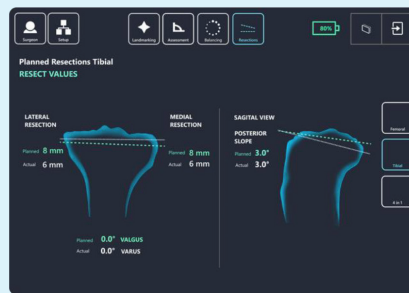 Surgeon
Setup
Landmarking
Assessment
Balancing
Resections
80%
Planned Resections Tibial
RESECT VALUES
LATERAL
RESECTION
Planned 8 mm
Actual 6 mm
MEDIAL
RESECTION
Planned 8 mm
Actual 6 mm
Planned 0.0° VALGUS
Actual 0.0° VARUS
SAGITAL VIEW
POSTERIOR
SLOPE
Planned 3.0°
Actual 3.0°
Femoral
Tibial
4 in 1